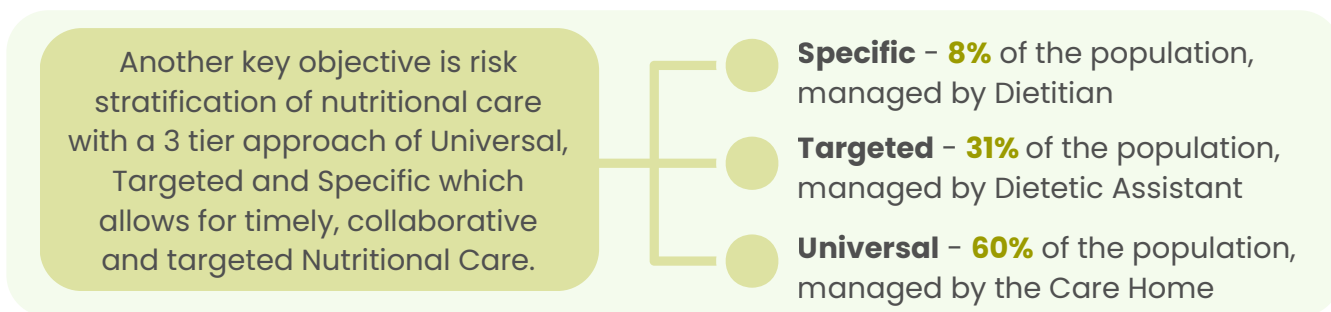 Another key objective is risk
stratification of nutritional care
with a 3 tier approach of Universal,
Targeted and Specific which
allows for timely, collaborative
and targeted Nutritional Care.
Specific - 8% of the population,
managed by Dietitian
Targeted - 31% of the population,
managed by Dietetic Assistant
Universal - 60% of the population,
managed by the Care Home